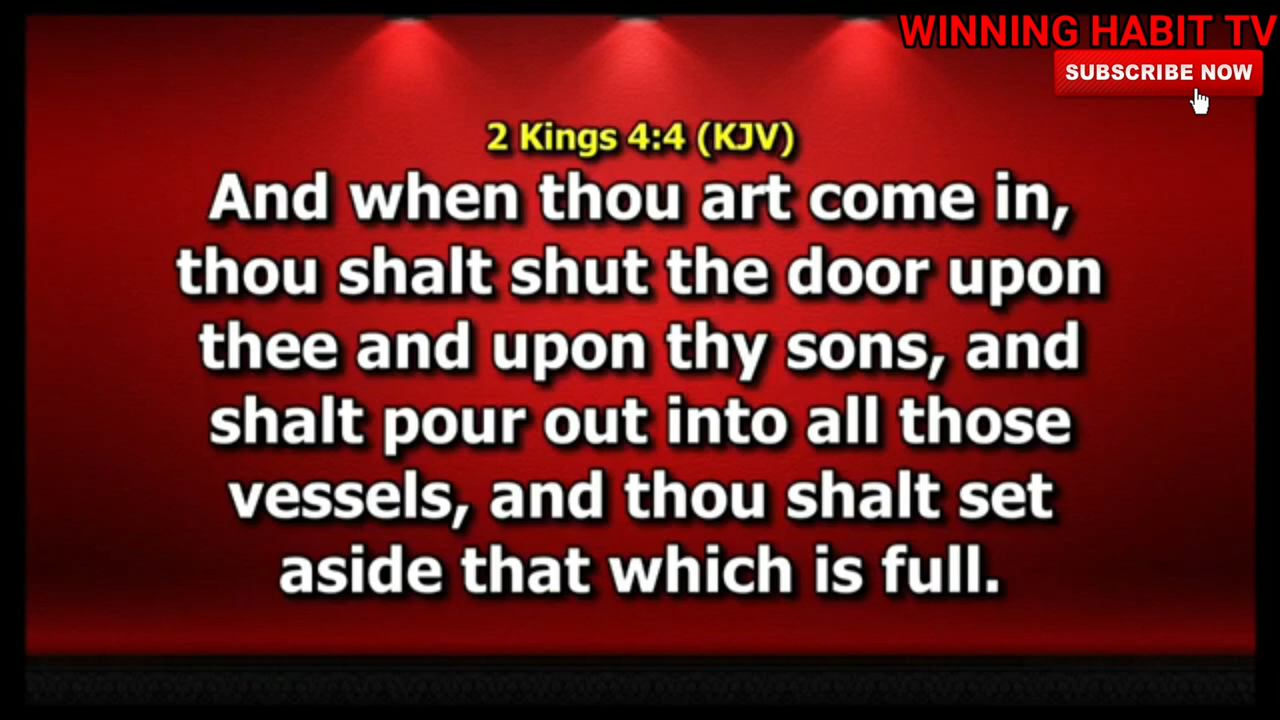 WINNING HABIT TV
SUBSCRIBE NOW
2 Kings 4:4 (KJV)
And when thou art come in,
thou shalt shut the door upon
thee and upon thy sons, and
shalt pour out into all those
vessels, and thou shalt set
aside that which is full.